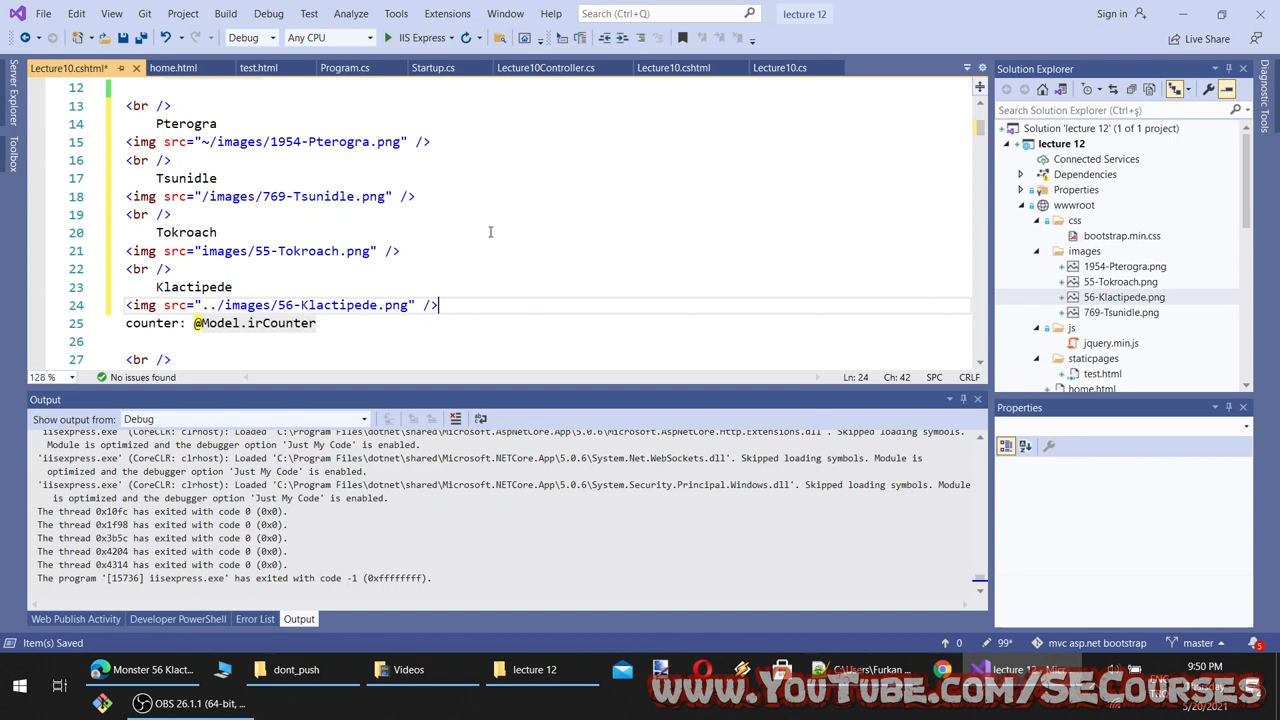 File Edit View Git Project Build Debug Test Analyze Tools Extensions Window Help Search (Ctrl+Q) lecture 12 Sign in
Debug Any CPU IIS Express Live Share
Server Explorer
Toolbox
Lecture10.cshtml* home.html test.html Program.cs Startup.cs Lecture10Controller.cs Lecture10.cshtml Lecture10.cs
12
13 <br />
14 Pterogra
15 <img src="~/images/1954-Pterogra.png" />
16 <br />
17 Tsunidle
18 <img src="/images/769-Tsunidle.png" />
19 <br />
20 Tokroach
21 <img src="images/55-Tokroach.png" />
22 <br />
23 Klactipede
24 <img src="../images/56-Klactipede.png" />
25 counter: @Model.irCounter
26
27 <br />
128 % No issues found Ln: 24 Ch: 42 SPC CRLF
Output
Show output from: Debug
'iisexpress.exe' (CoreCLR: clrhost): Loaded 'C:\Program Files\dotnet\shared\Microsoft.AspNetCore.App\5.0.6\Microsoft.AspNetCore.Http.Extensions.dll'. Skipped loading symbols.
Module is optimized and the debugger option 'Just My Code' is enabled.
'iisexpress.exe' (CoreCLR: clrhost): Loaded 'C:\Program Files\dotnet\shared\Microsoft.NETCore.App\5.0.6\System.Net.WebSockets.dll'. Skipped loading symbols. Module is
optimized and the debugger option 'Just My Code' is enabled.
'iisexpress.exe' (CoreCLR: clrhost): Loaded 'C:\Program Files\dotnet\shared\Microsoft.NETCore.App\5.0.6\System.Security.Principal.Windows.dll'. Skipped loading symbols. Module
is optimized and the debugger option 'Just My Code' is enabled.
The thread 0x10fc has exited with code 0 (0x0).
The thread 0x1f98 has exited with code 0 (0x0).
The thread 0x3b5c has exited with code 0 (0x0).
The thread 0x4204 has exited with code 0 (0x0).
The thread 0x4314 has exited with code 0 (0x0).
The program '[15736] iisexpress.exe' has exited with code -1 (0xffffffff).
Web Publish Activity Developer PowerShell Error List Output
Solution Explorer
Search Solution Explorer (Ctrl+ş)
Solution 'lecture 12' (1 of 1 project)
lecture 12
Connected Services
Dependencies
Properties
wwwroot
css
bootstrap.min.css
images
1954-Pterogra.png
55-Tokroach.png
56-Klactipede.png
769-Tsunidle.png
js
jquery.min.js
staticpages
test.html
home.html
Properties
Diagnostic Tools
Item(s) Saved 0 99* mvc asp.net bootstrap master 5
Monster 56 Klact... dont_push Videos lecture 12 C:\Users\Furkan ... lecture 12 - Micr... 9:50 PM
5/20/2021
OBS 26.1.1 (64-bit, ...
www.YouTube.com/SECourses